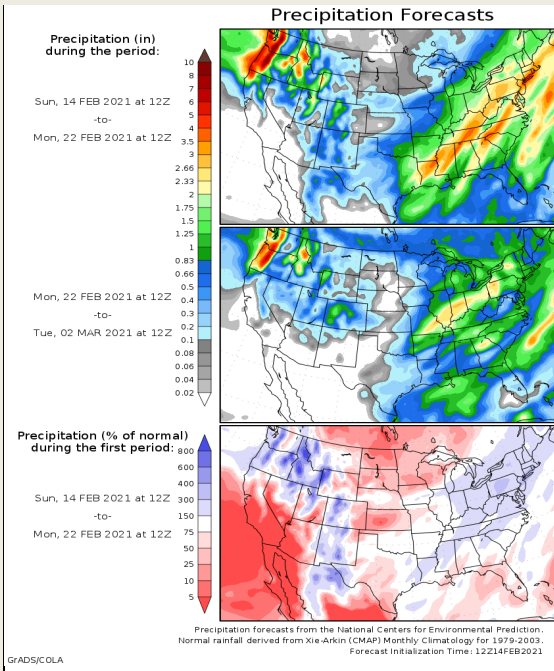 Precipitation Forecasts
Precipitation (in)
during the period:
Sun, 14 FEB 2021 at 12Z
-to-
Mon, 22 FEB 2021 at 12Z
10
8
7
6
5
4
3.5
3
2.66
2.33
2
1.75
1.5
1.25
1
0.83
0.66
0.5
0.4
0.3
0.2
0.1
0.08
0.06
0.04
0.02
Mon, 22 FEB 2021 at 12Z
-to-
Tue, 02 MAR 2021 at 12Z
Precipitation (% of normal)
during the first period:
Sun, 14 FEB 2021 at 12Z
-to-
Mon, 22 FEB 2021 at 12Z
800
600
400
300
150
75
50
25
10
5
Precipitation forecasts from the National Centers for Environmental Prediction.
Normal rainfall derived from Xie-Arkin (CMAP) Monthly Climatology for 1979-2003.
Forecast Initialization Time: 12Z14FEB2021
GrADS/COLA